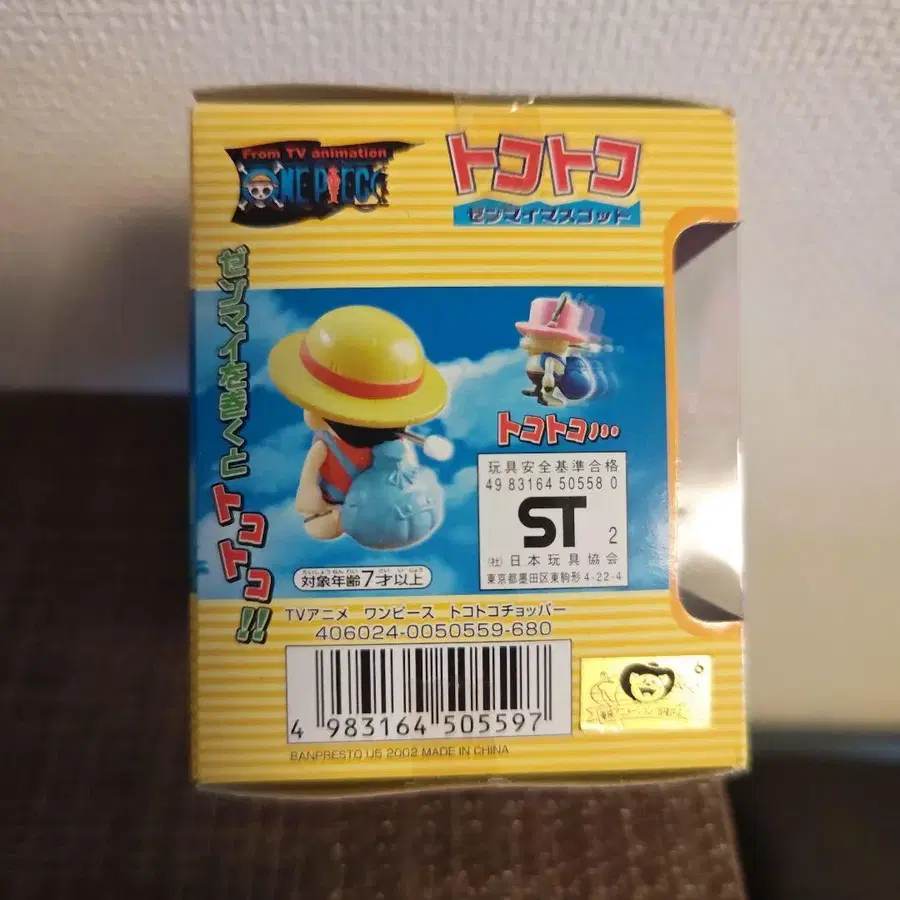 From TV animation
ONE PIECE
トコトコ
ゼンマイマスコット
ゼンマイをまくと
トコトコ!!
トコトコ…
玩具安全基準合格
49 83164 50558 0
ST 2
(社)日本玩具協会
東京都墨田区東駒形4-22-4
対象年齢7才以上
TVアニメ ワンピース トコトコチョッパー
406024-0050559-680
4 983164 505597
BANPRESTO U6 2002 MADE IN CHINA